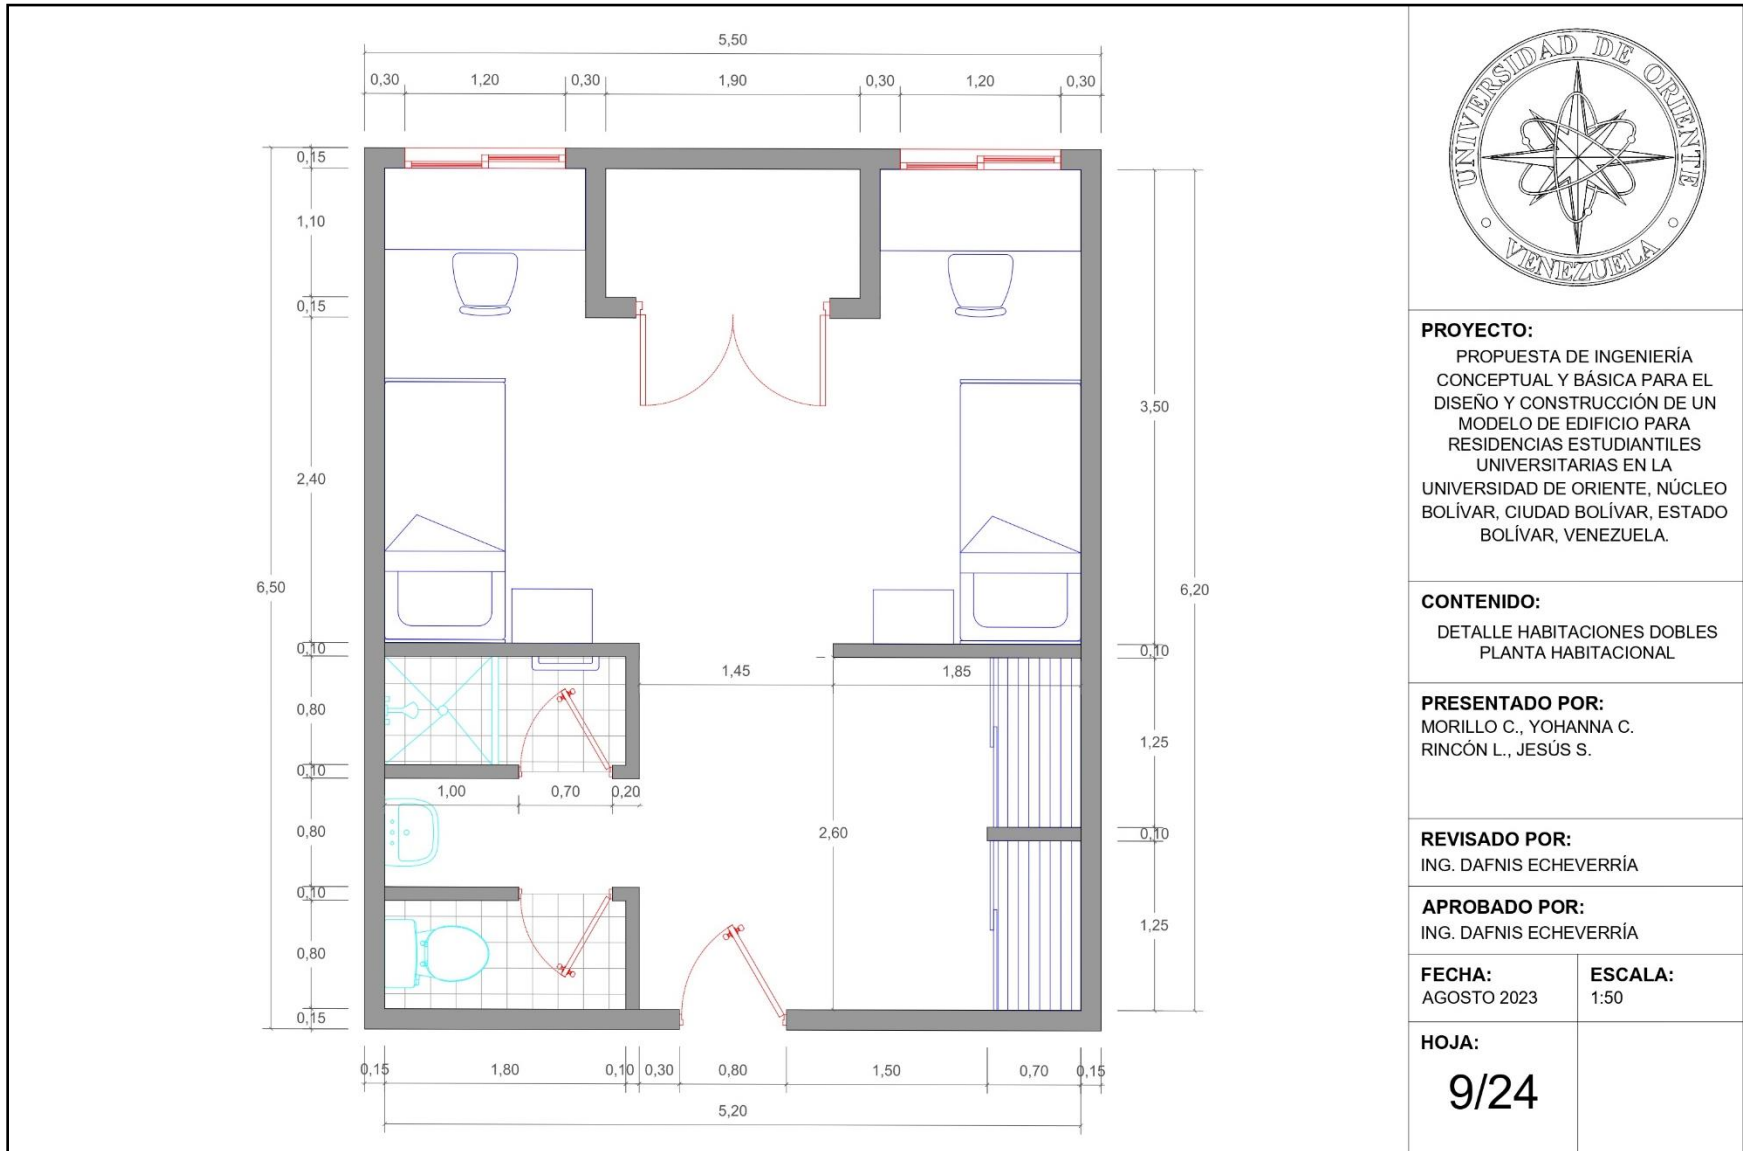 5,50
0,30 1,20 0,30 1,90 0,30 1,20 0,30
0,15
1,10
0,15
2,40
6,50
0,10
0,80
0,10
0,80
0,10
0,80
0,15
3,50
6,20
0,10
1,25
0,10
1,25
1,45 1,85
1,00 0,70 0,20
2,60
0,15 1,80 0,10 0,30 0,80 1,50 0,70 0,15
5,20
UNIVERSIDAD DE ORIENTE
VENEZUELA
PROYECTO:
PROPUESTA DE INGENIERÍA
CONCEPTUAL Y BÁSICA PARA EL
DISEÑO Y CONSTRUCCIÓN DE UN
MODELO DE EDIFICIO PARA
RESIDENCIAS ESTUDIANTILES
UNIVERSITARIAS EN LA
UNIVERSIDAD DE ORIENTE, NÚCLEO
BOLÍVAR, CIUDAD BOLÍVAR, ESTADO
BOLÍVAR, VENEZUELA.
CONTENIDO:
DETALLE HABITACIONES DOBLES
PLANTA HABITACIONAL
PRESENTADO POR:
MORILLO C., YOHANNA C.
RINCÓN L., JESÚS S.
REVISADO POR:
ING. DAFNIS ECHEVERRÍA
APROBADO POR:
ING. DAFNIS ECHEVERRÍA
FECHA: ESCALA:
AGOSTO 2023 1:50
HOJA:
9/24